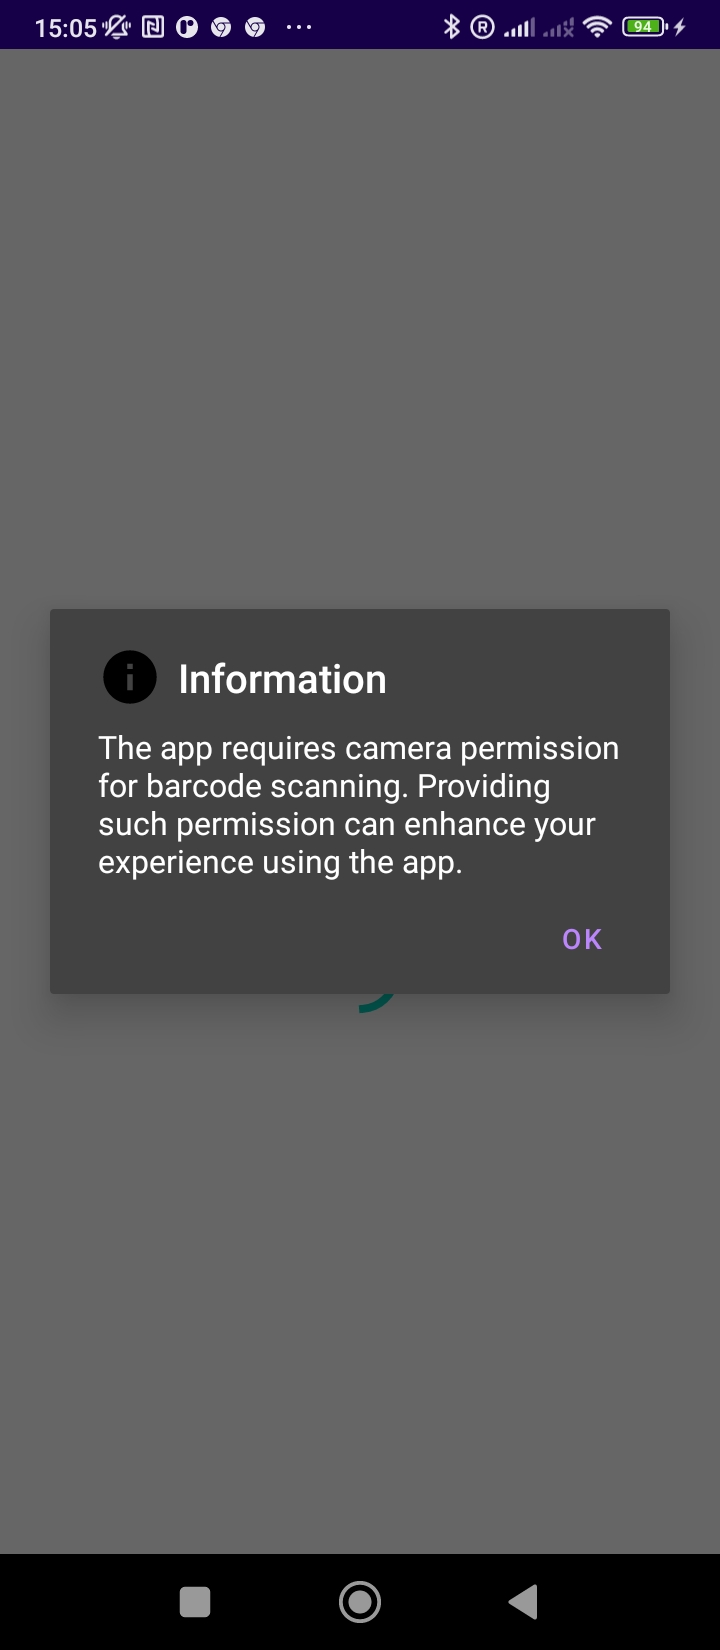 15:05
94
Information
The app requires camera permission
for barcode scanning. Providing
such permission can enhance your
experience using the app.
OK